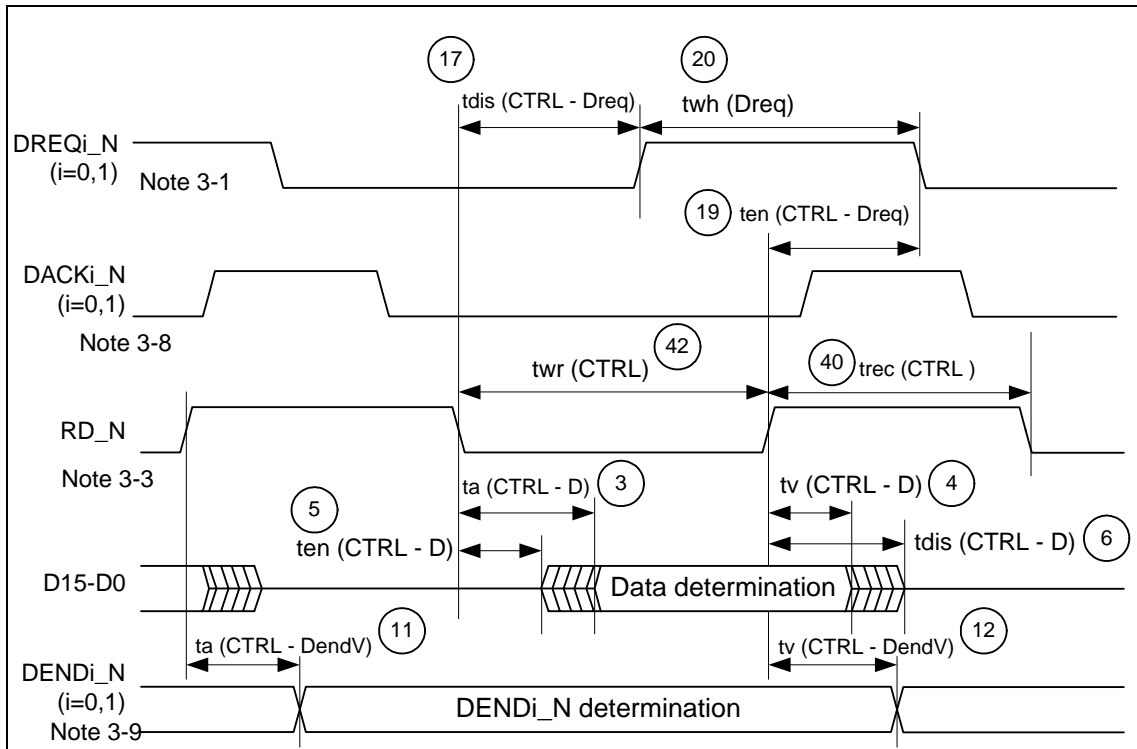 17
20
tdis (CTRL - Dreq)
twh (Dreq)
DREQi_N
(i=0,1)
Note 3-1
19
ten (CTRL - Dreq)
DACKi_N
(i=0,1)
Note 3-8
42
twr (CTRL)
40
trec (CTRL )
RD_N
Note 3-3
ta (CTRL - D)
3
tv (CTRL - D)
4
5
ten (CTRL - D)
tdis (CTRL - D)
6
D15-D0
Data determination
11
ta (CTRL - DendV)
12
tv (CTRL - DendV)
DENDi_N
(i=0,1)
DENDi_N determination
Note 3-9